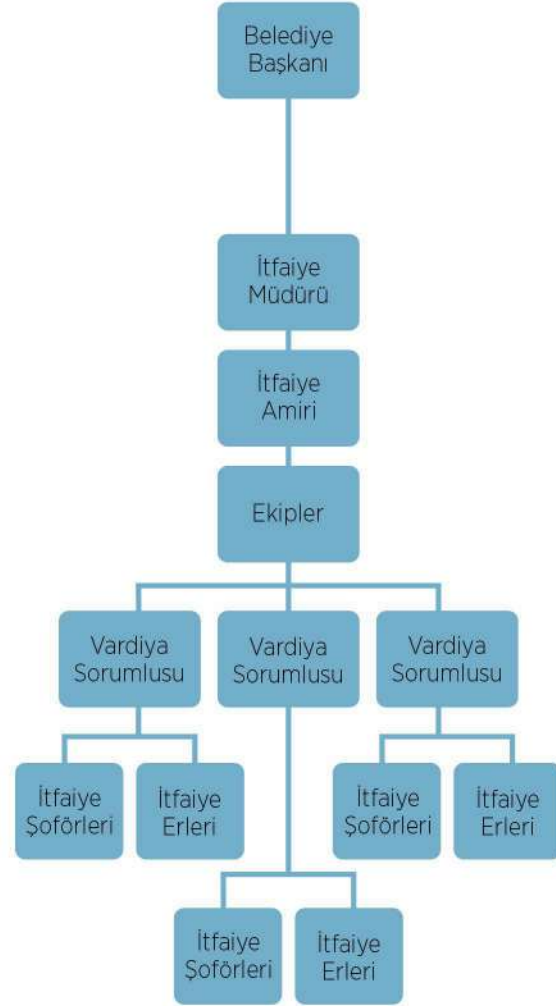 Belediye
Başkanı
İtfaiye
Müdürü
İtfaiye
Amiri
Ekipler
Vardiya
Sorumlusu
Vardiya
Sorumlusu
Vardiya
Sorumlusu
İtfaiye
Şoförleri
İtfaiye
Erleri
İtfaiye
Şoförleri
İtfaiye
Erleri
İtfaiye
Şoförleri
İtfaiye
Erleri